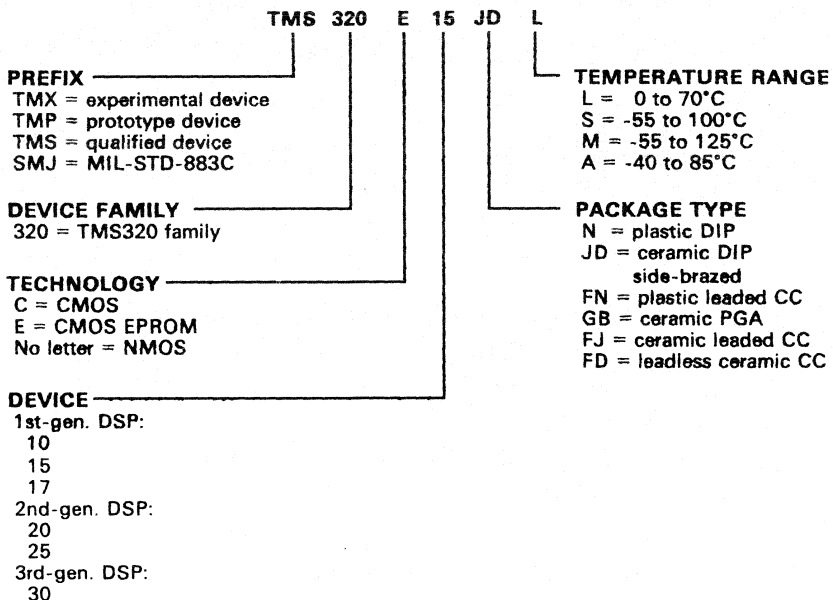 TMS 320 E 15 JD L
PREFIX
TMX = experimental device
TMP = prototype device
TMS = qualified device
SMJ = MIL-STD-883C
DEVICE FAMILY
320 = TMS320 family
TECHNOLOGY
C = CMOS
E = CMOS EPROM
No letter = NMOS
DEVICE
1st-gen. DSP:
10
15
17
2nd-gen. DSP:
20
25
3rd-gen. DSP:
30
TEMPERATURE RANGE
L = 0 to 70°C
S = -55 to 100°C
M = -55 to 125°C
A = -40 to 85°C
PACKAGE TYPE
N = plastic DIP
JD = ceramic DIP
side-brazed
FN = plastic leaded CC
GB = ceramic PGA
FJ = ceramic leaded CC
FD = leadless ceramic CC